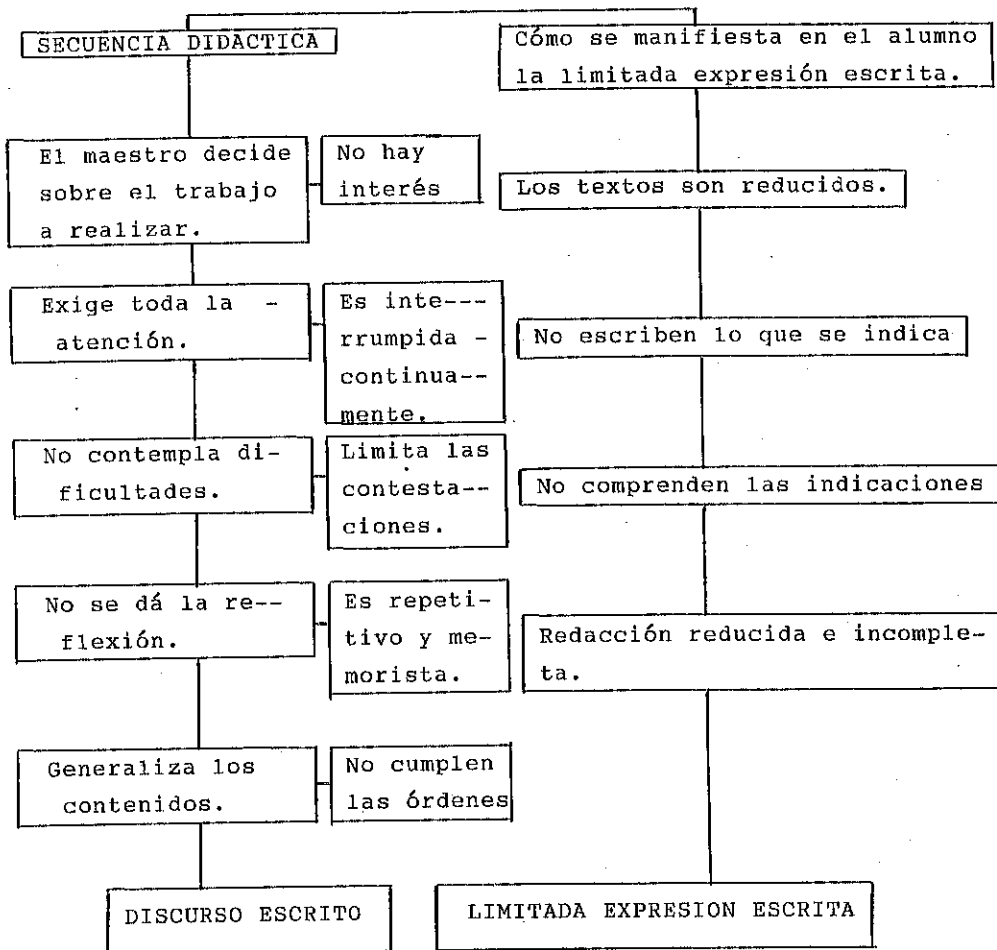 SECUENCIA DIDACTICA
Cómo se manifiesta en el alumno
la limitada expresión escrita.
El maestro decide
sobre el trabajo
a realizar.
No hay
interés
Los textos son reducidos.
Exige toda la -
atención.
Es inte---
rrumpida -
continua--
mente.
No escriben lo que se indica
No contempla di-
ficultades.
Limita las
contesta--
ciones.
No comprenden las indicaciones
No se dá la re--
flexión.
Es repeti-
tivo y me-
morista.
Redacción reducida e incomple-
ta.
Generaliza los
contenidos.
No cumplen
las órdenes
DISCURSO ESCRITO
LIMITADA EXPRESION ESCRITA